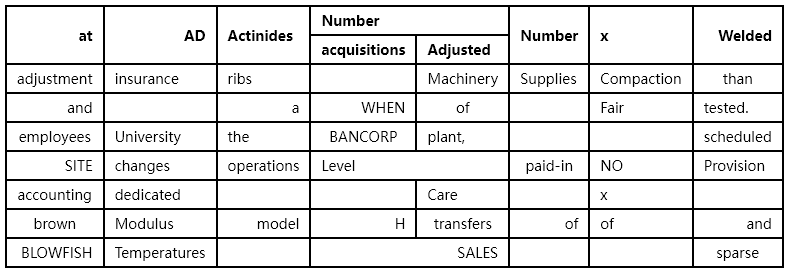 Number
at AD Actinides Number x Welded
acquisitions Adjusted
adjustment insurance ribs Machinery Supplies Compaction than
and a WHEN of Fair tested.
employees University the BANCORP plant, scheduled
SITE changes operations Level paid-in NO Provision
accounting dedicated Care x
brown Modulus model H transfers of of and
BLOWFISH Temperatures SALES sparse